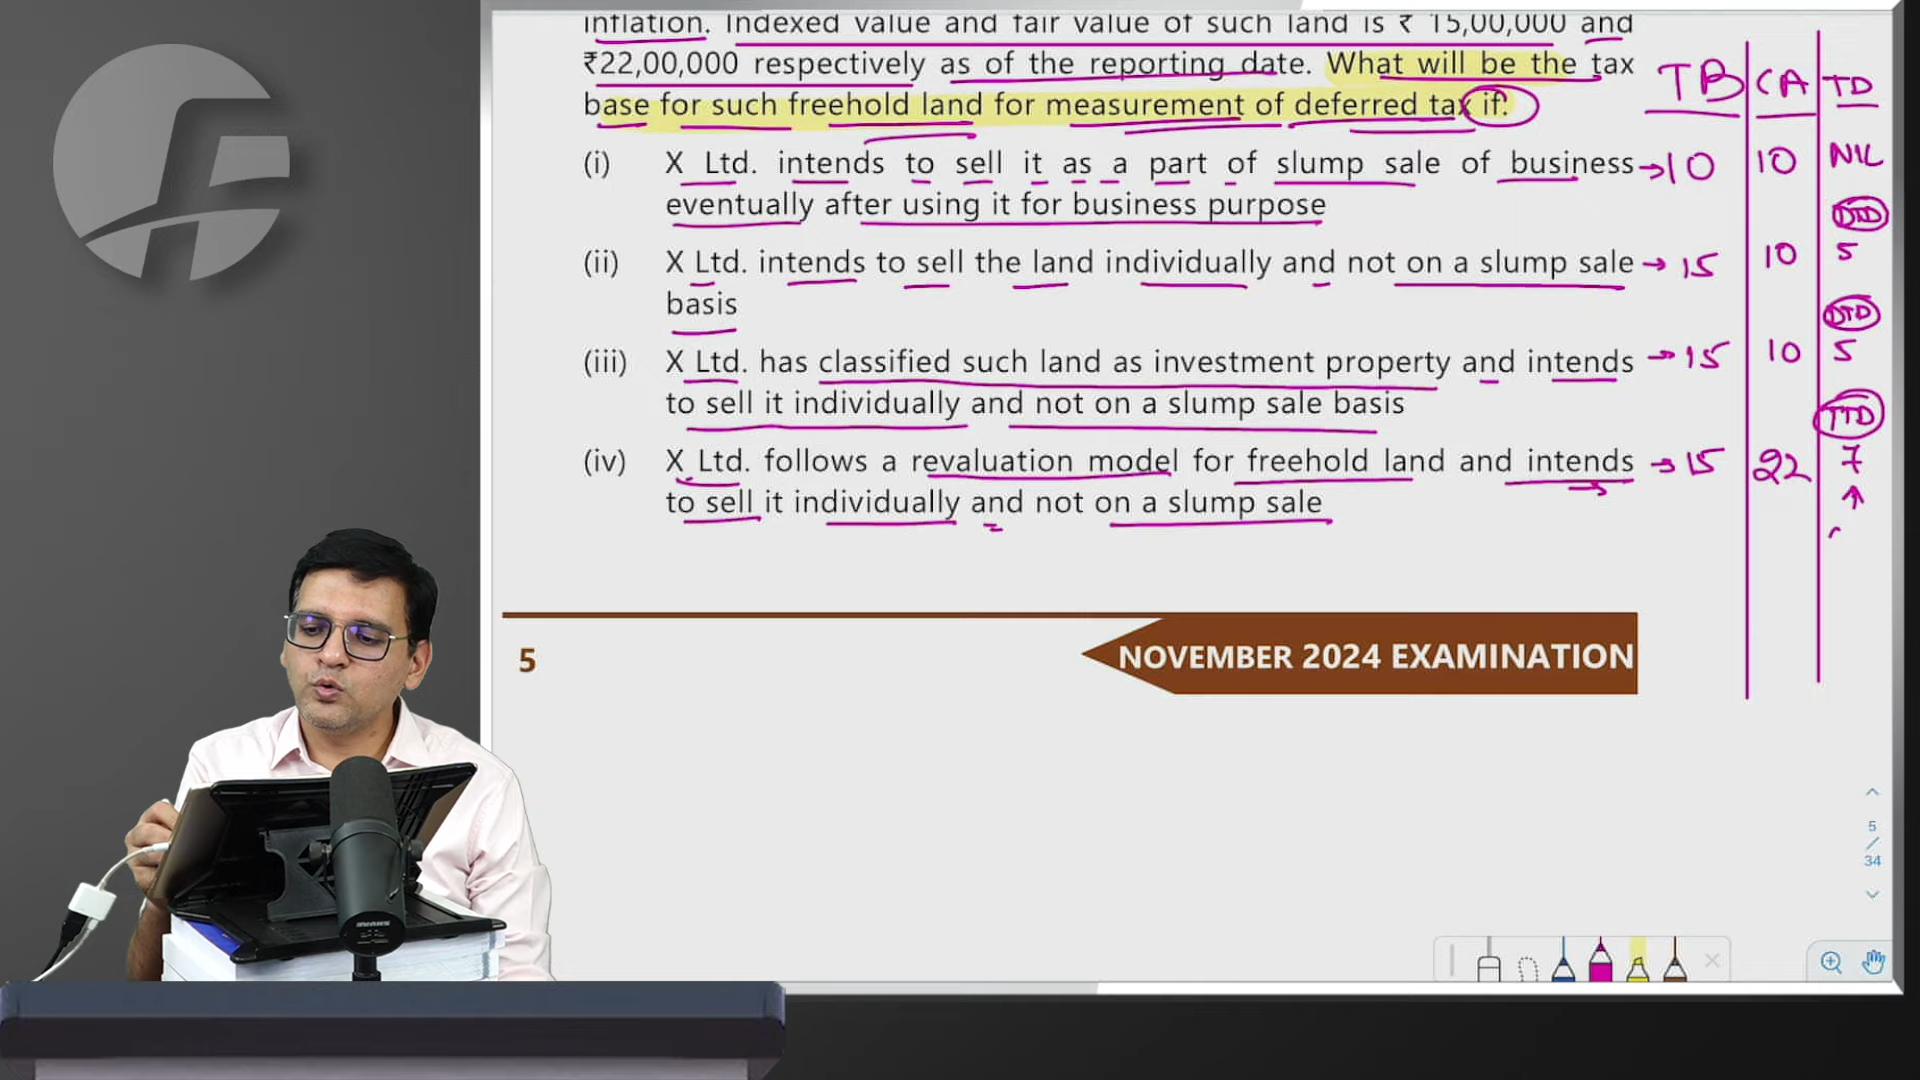 inflation. Indexed value and fair value of such land is ₹ 15,00,000 and
₹22,00,000 respectively as of the reporting date. What will be the tax
base for such freehold land for measurement of deferred tax if:
TB CA TD
(i) X Ltd. intends to sell it as a part of slump sale of business → 10 10 NIL
eventually after using it for business purpose
DTD
(ii) X Ltd. intends to sell the land individually and not on a slump sale → 15 10 5
basis
DTD
(iii) X Ltd. has classified such land as investment property and intends → 15 10 5
to sell it individually and not on a slump sale basis
TTD
(iv) X Ltd. follows a revaluation model for freehold land and intends → 15 22 7
to sell it individually and not on a slump sale
5 NOVEMBER 2024 EXAMINATION
5
/
34